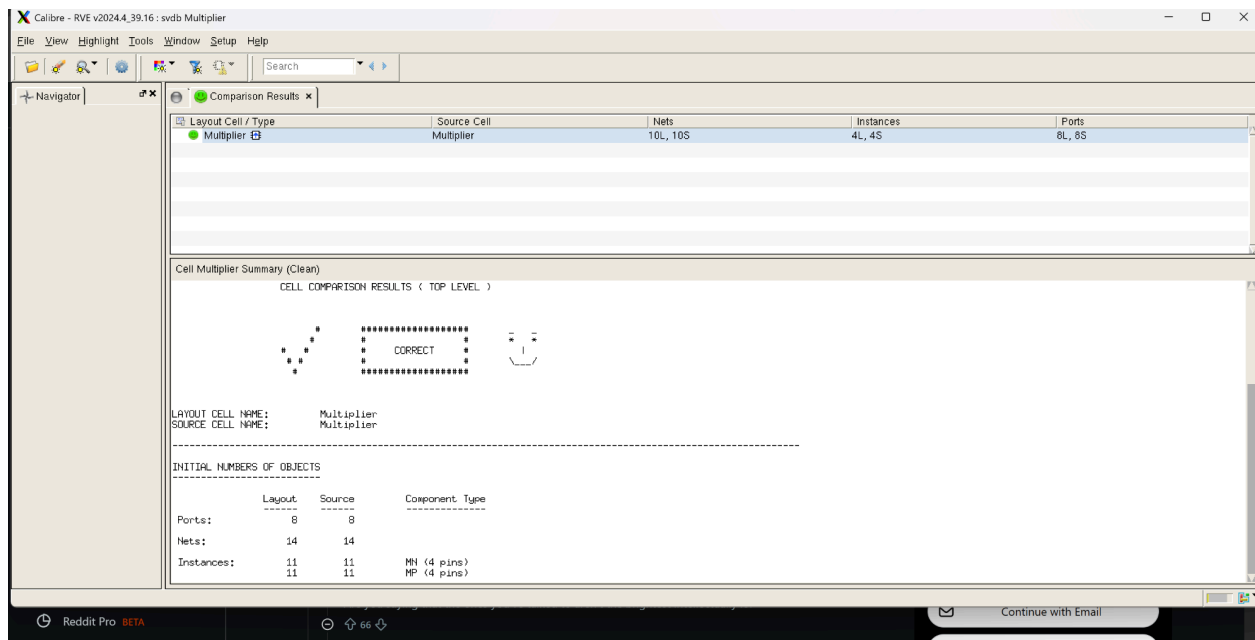 Calibre - RVE v2024.4_39.16 : svdb Multiplier
File View Highlight Tools Window Setup Help
Search
Navigator
Comparison Results
Layout Cell / Type Source Cell Nets Instances Ports
Multiplier Multiplier 10L, 10S 4L, 4S 8L, 8S
Cell Multiplier Summary (Clean)
CELL COMPARISON RESULTS ( TOP LEVEL )
# ################### _ _
# # # * *
# # # CORRECT # |
# # # # \___/
# ###################
LAYOUT CELL NAME: Multiplier
SOURCE CELL NAME: Multiplier
INITIAL NUMBERS OF OBJECTS
Layout Source Component Type
Ports: 8 8
Nets: 14 14
Instances: 11 11 MN (4 pins)
11 11 MP (4 pins)
Reddit Pro BETA
66
Continue with Email